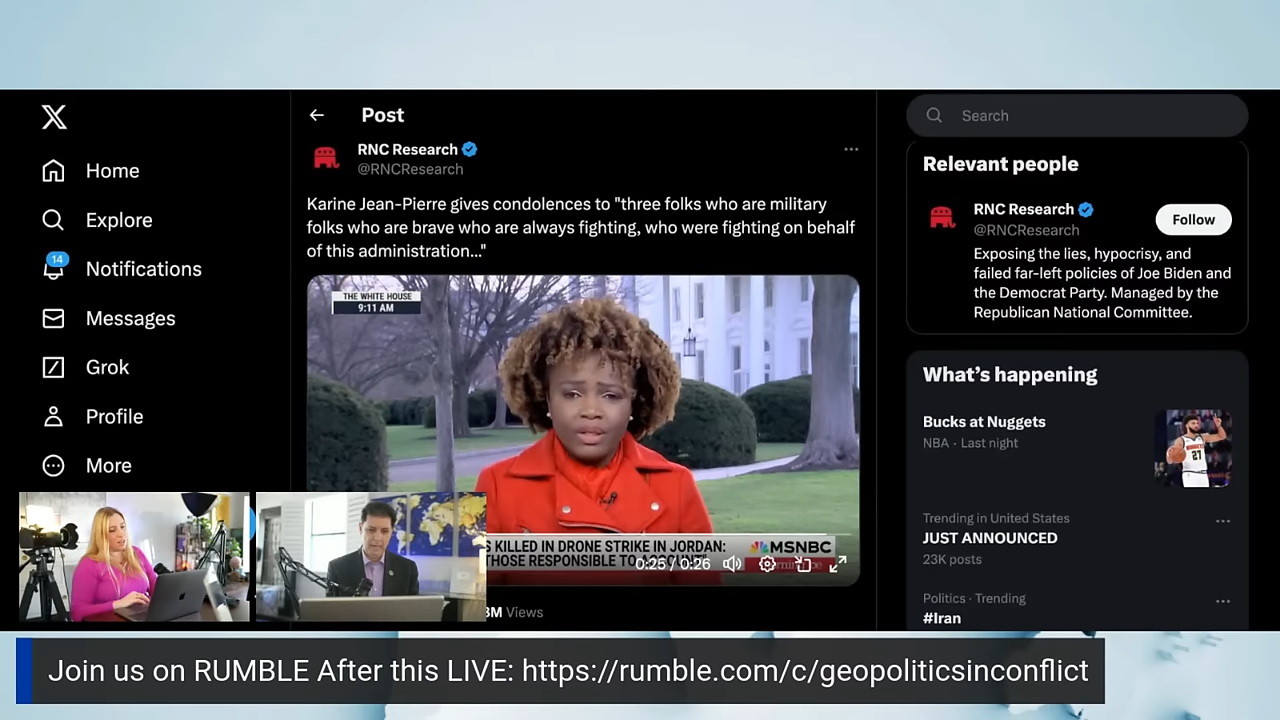 Home
Explore
14
Notifications
Messages
Grok
Profile
More
Post
RNC Research
@RNCResearch
Karine Jean-Pierre gives condolences to "three folks who are military
folks who are brave who are always fighting, who were fighting on behalf
of this administration..."
THE WHITE HOUSE
9:11 AM
S KILLED IN DRONE STRIKE IN JORDAN:
THOSE RESPONSIBLE TO
MSNBC
0:25 / 0:26
Views
Search
Relevant people
RNC Research
@RNCResearch
Follow
Exposing the lies, hypocrisy, and
failed far-left policies of Joe Biden and
the Democrat Party. Managed by the
Republican National Committee.
What's happening
Bucks at Nuggets
NBA · Last night
27
Trending in United States
JUST ANNOUNCED
23K posts
Politics · Trending
#Iran
Join us on RUMBLE After this LIVE: https://rumble.com/c/geopoliticsinconflict